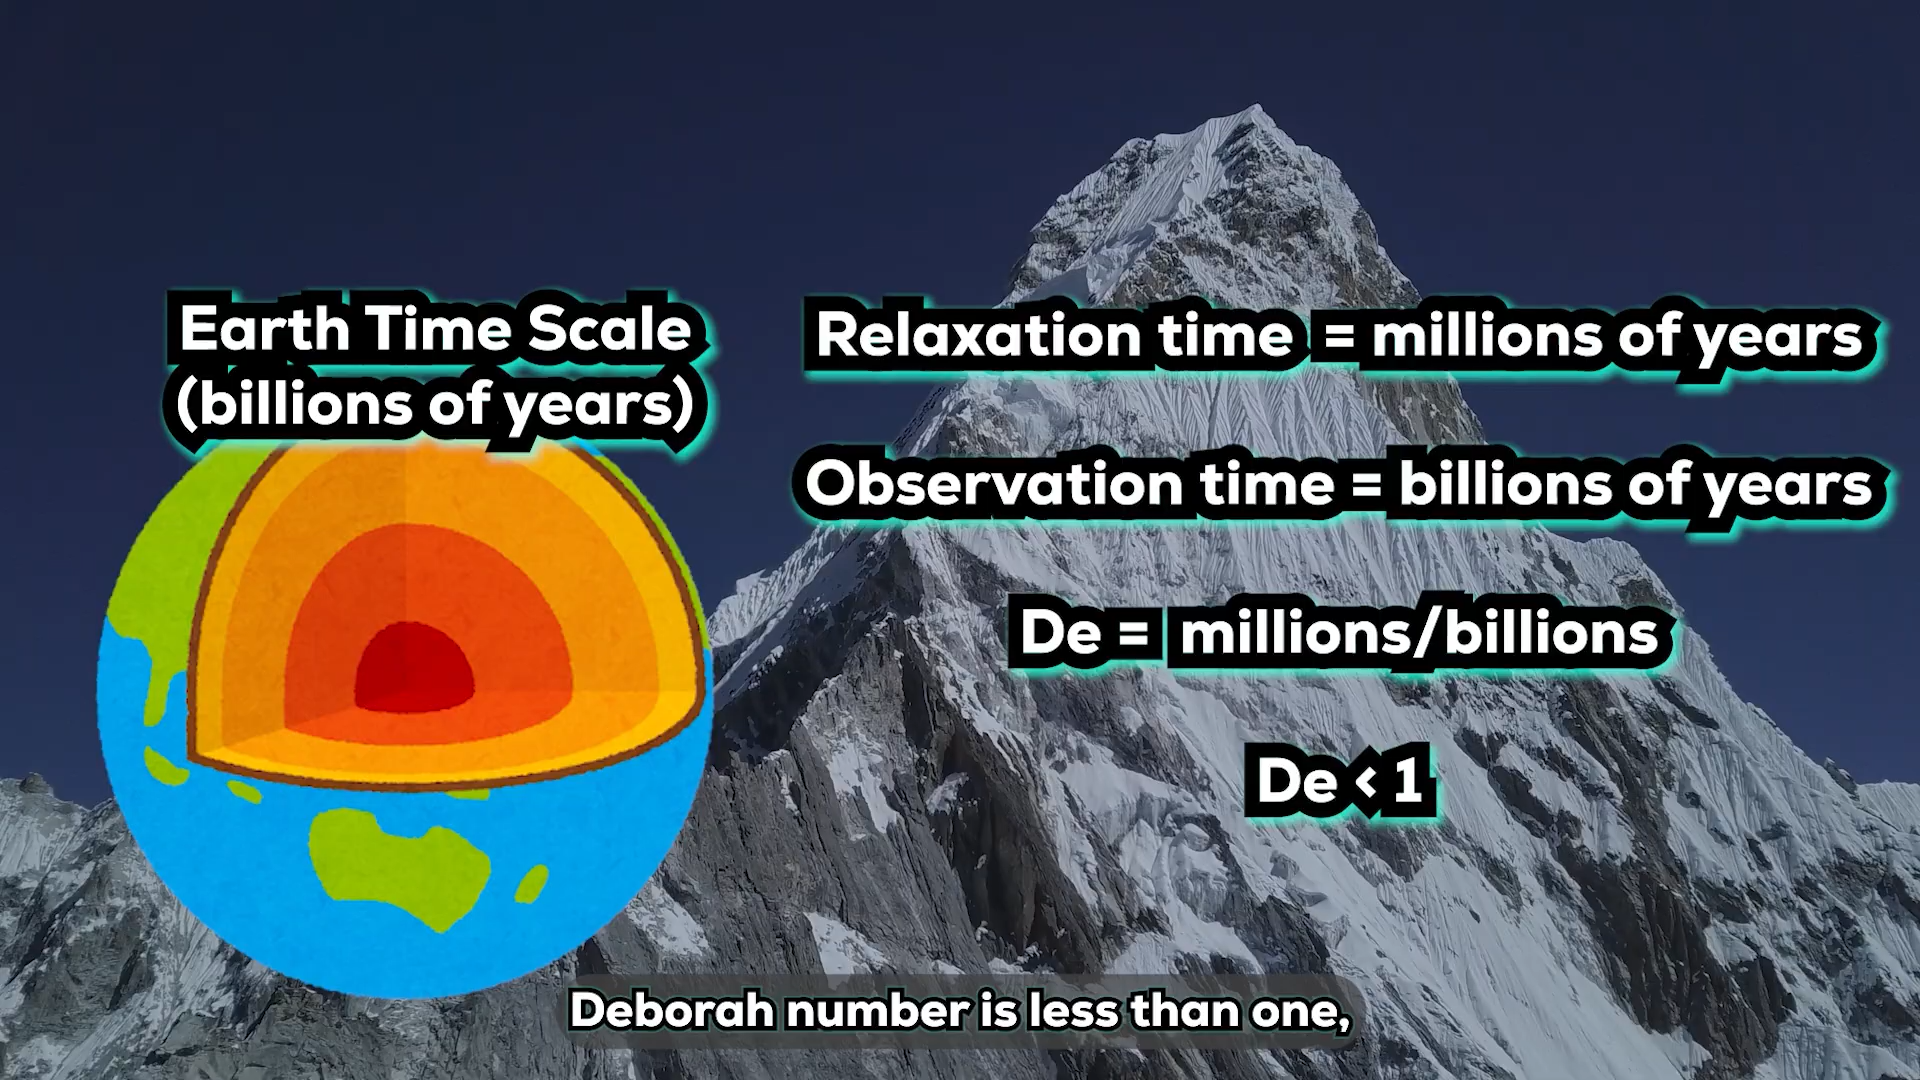 Earth Time Scale
(billions of years)
Relaxation time = millions of years
Observation time = billions of years
De = millions/billions
De < 1
Deborah number is less than one,